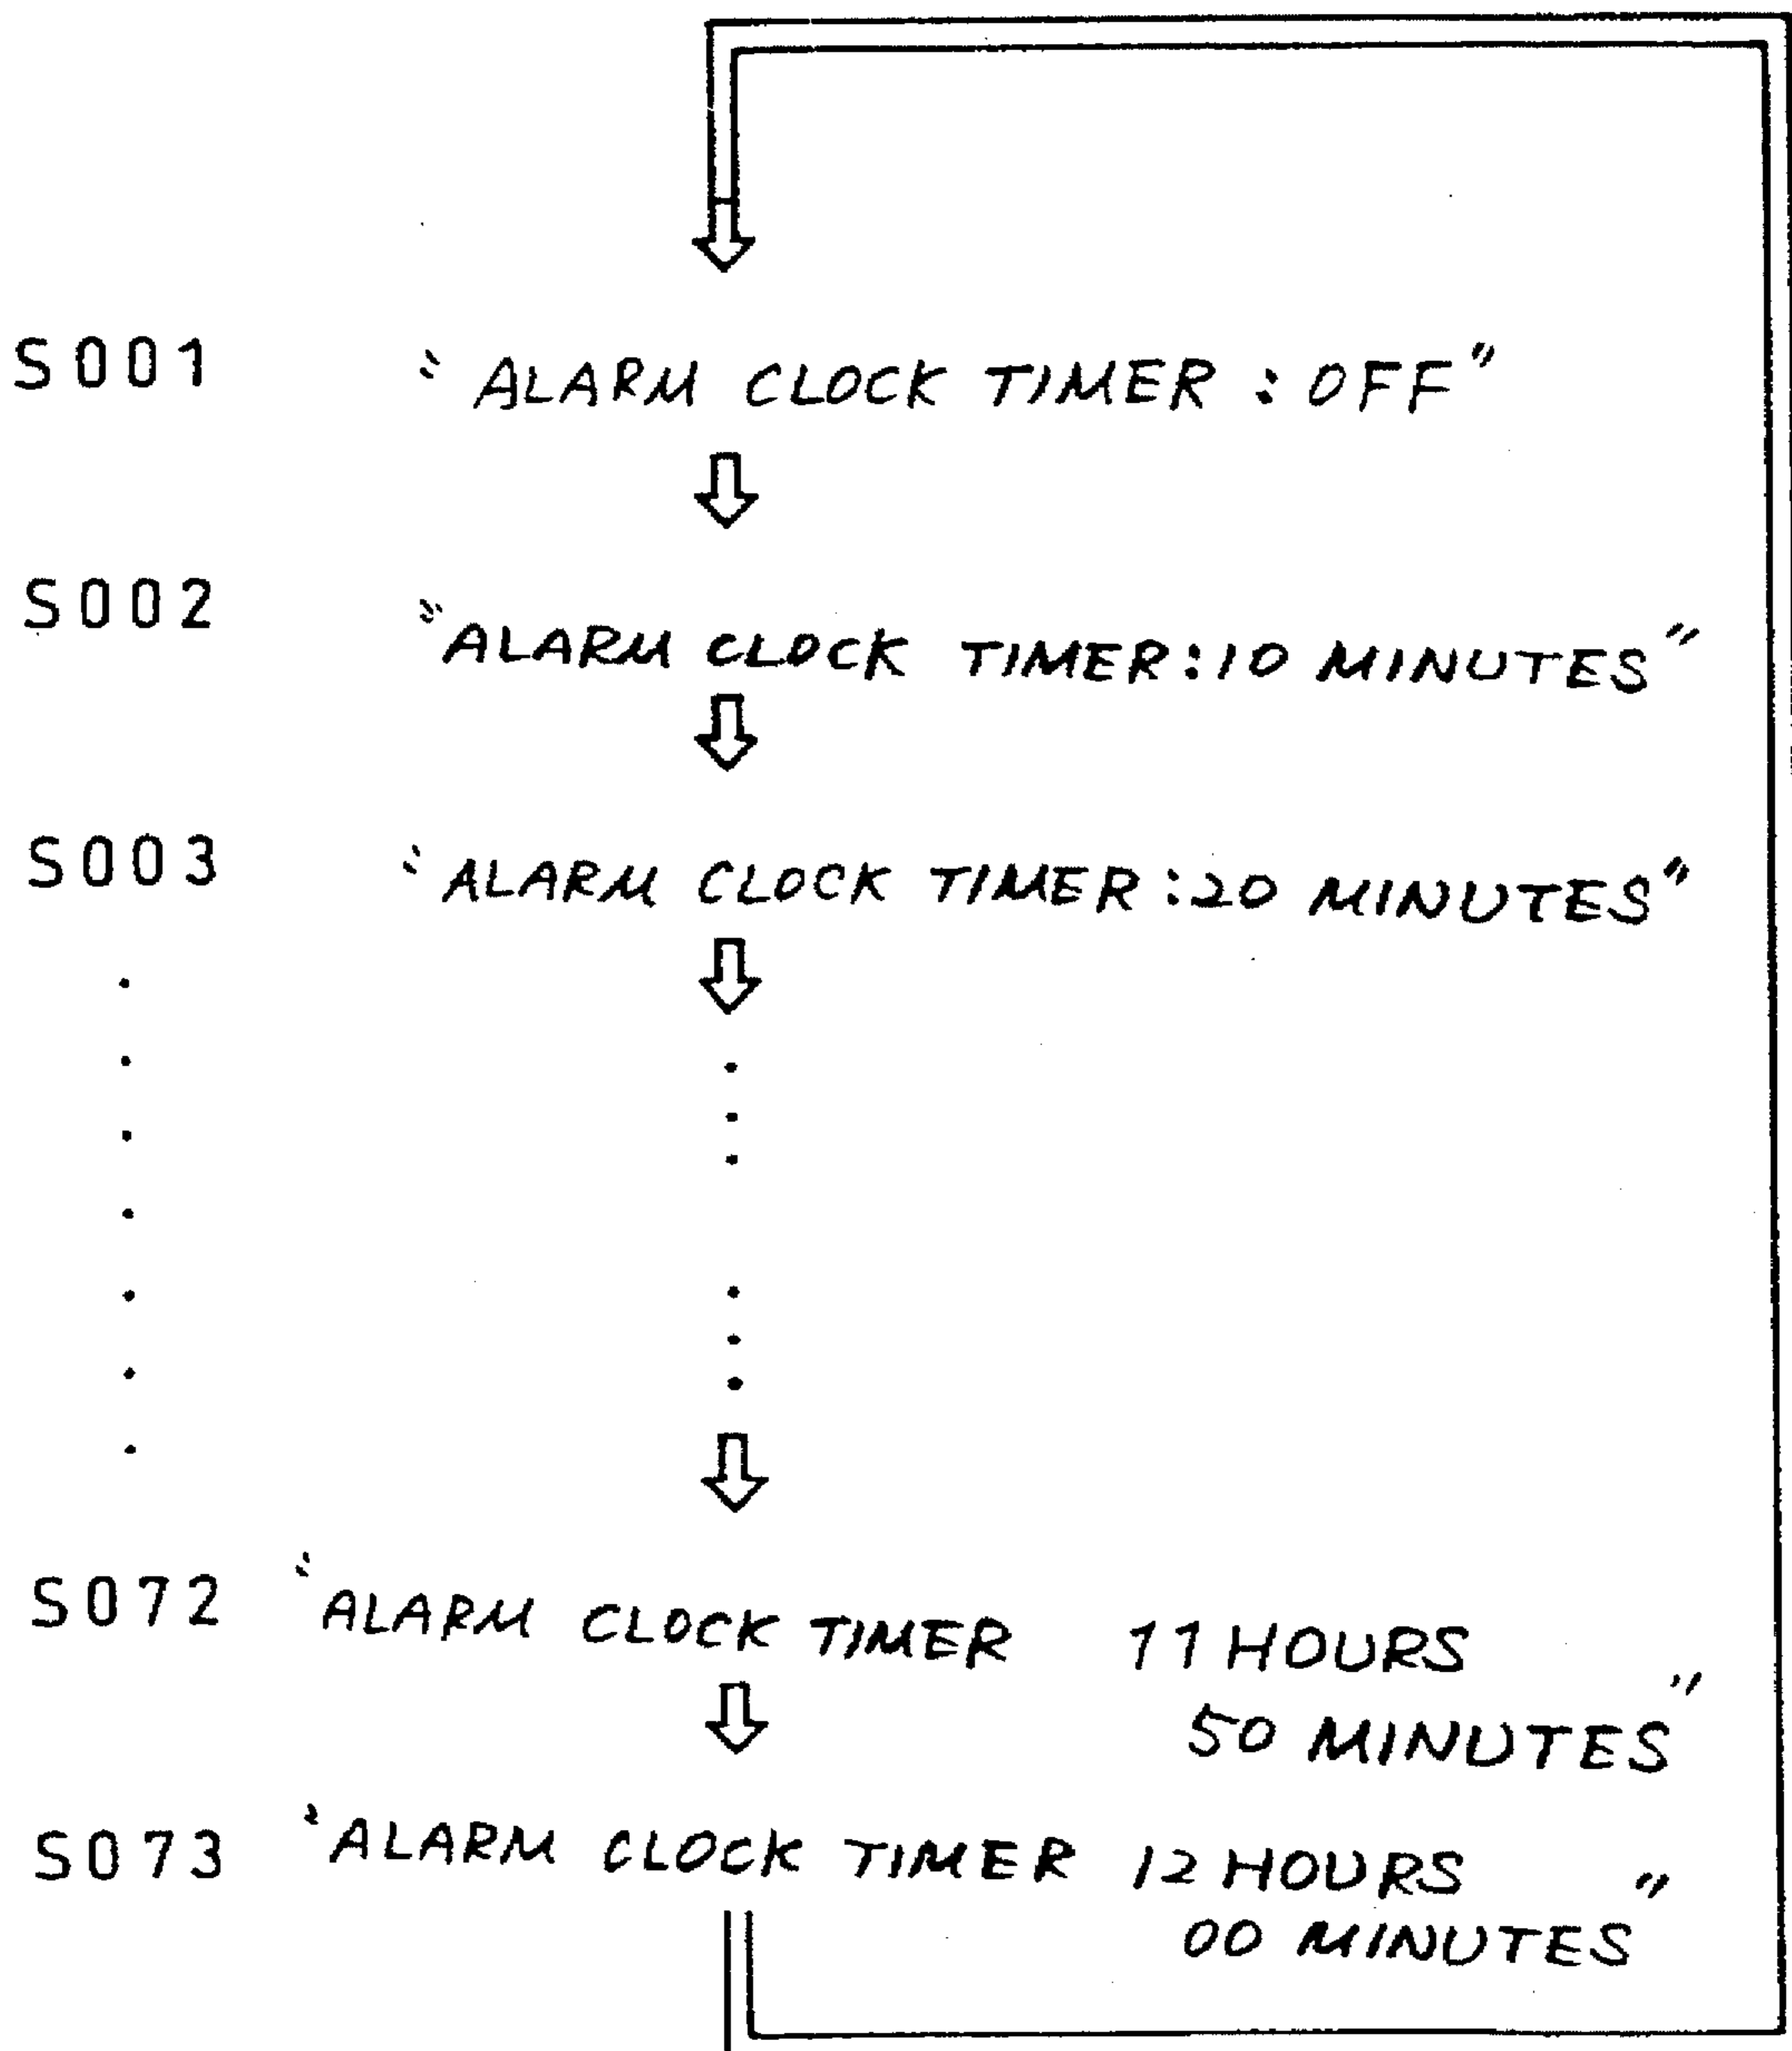 S001 "ALARM CLOCK TIMER : OFF"
S002 "ALARM CLOCK TIMER:10 MINUTES"
S003 "ALARM CLOCK TIMER:20 MINUTES"
S072 "ALARM CLOCK TIMER 11 HOURS
50 MINUTES"
S073 "ALARM CLOCK TIMER 12 HOURS
00 MINUTES"